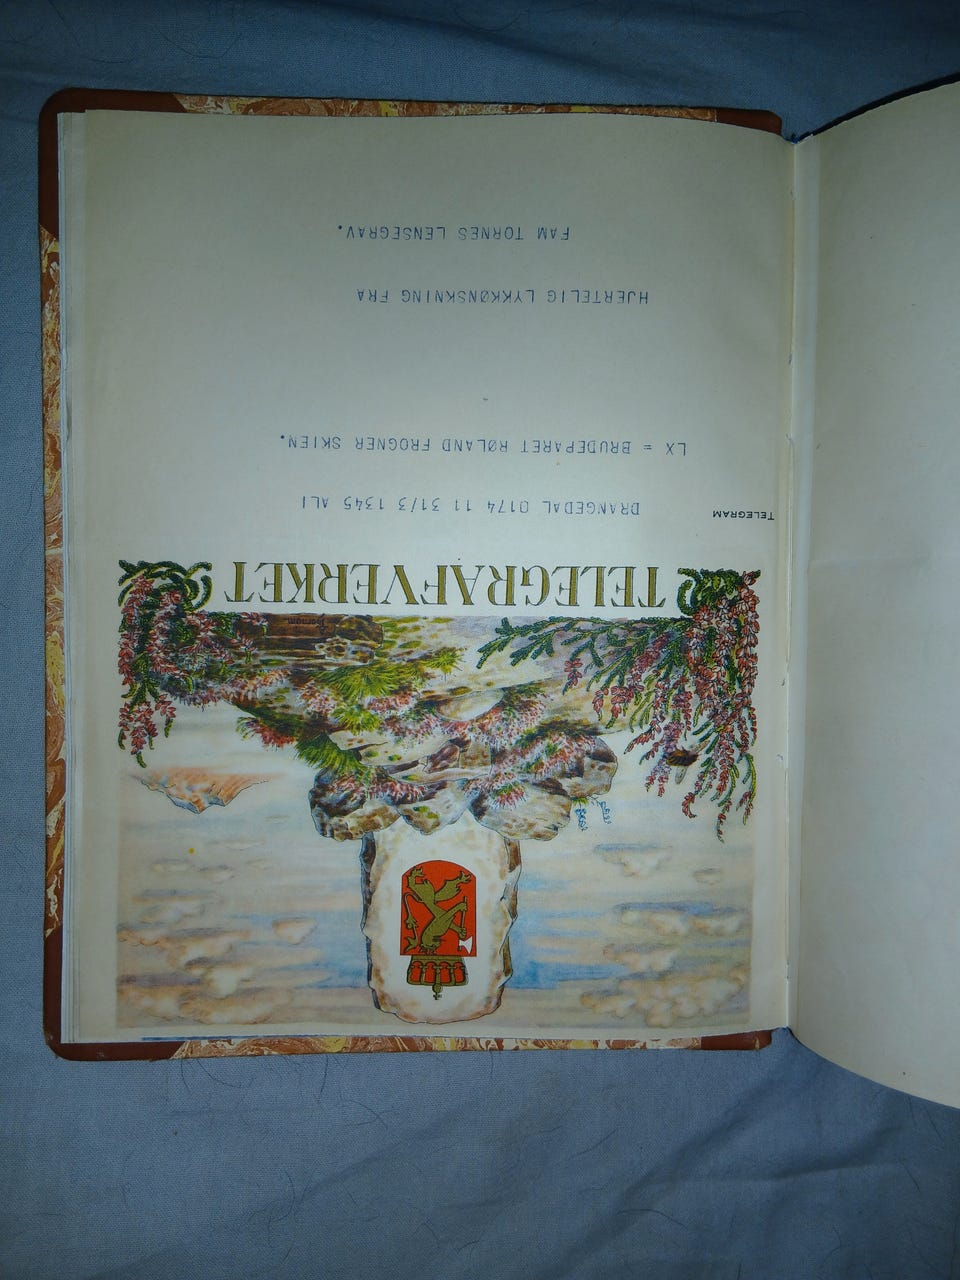 Thornam
TELEGRAFVERKET
TELEGRAM
DRANGEDAL 0174 11 31/3 1345 ALI
LX = BRUDEPARET RØLAND FROGNER SKIEN.
HJERTELIG LYKKØNSKNING FRA
FAM TORNES LENSEGRAV.